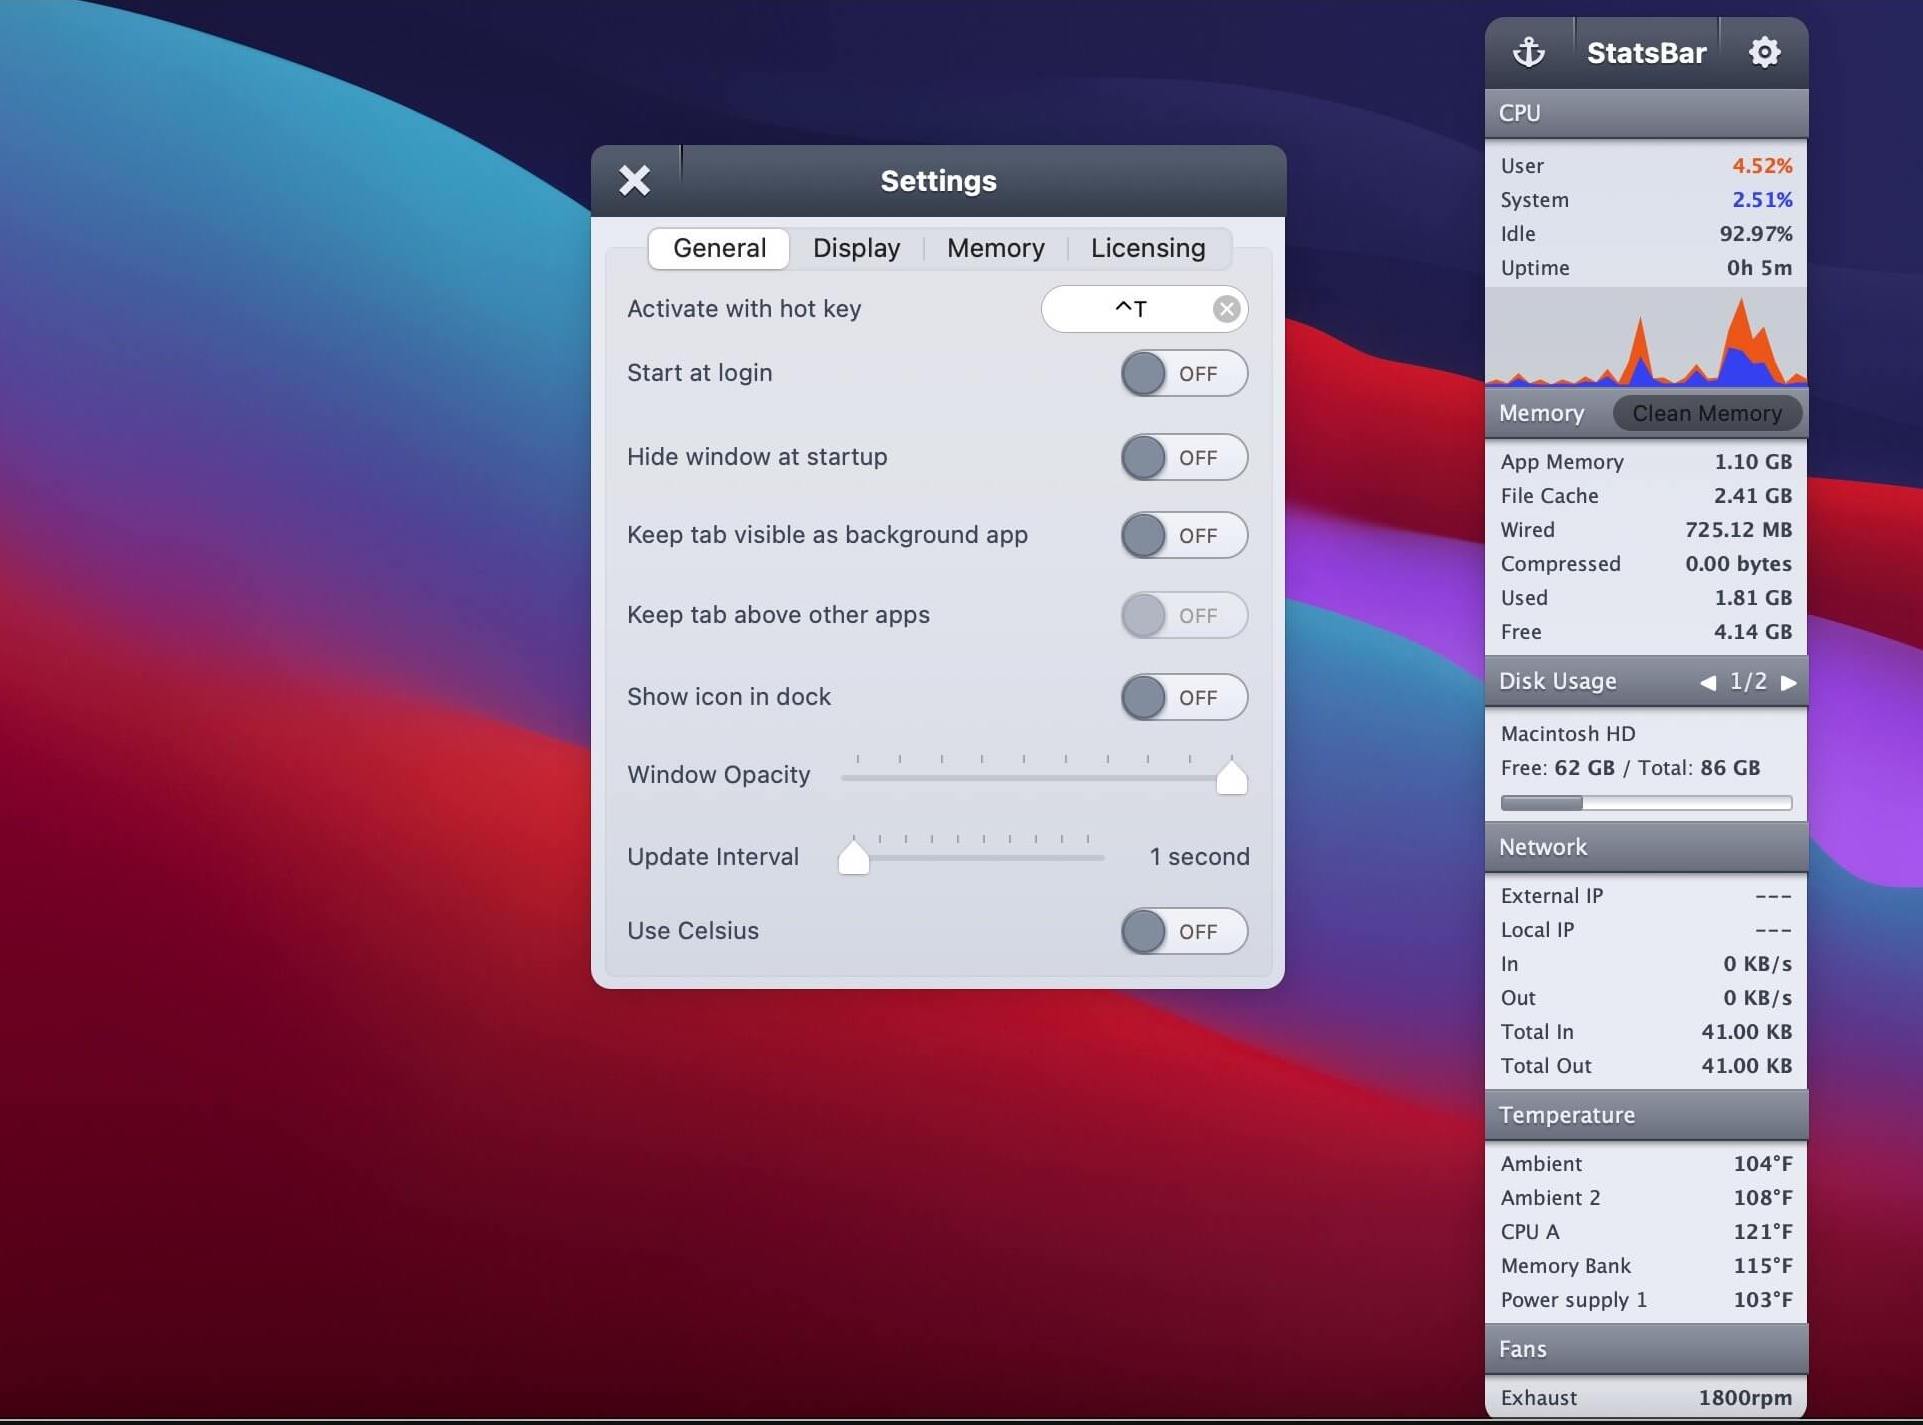 Settings
General Display Memory Licensing
Activate with hot key ^T
Start at login OFF
Hide window at startup OFF
Keep tab visible as background app OFF
Keep tab above other apps OFF
Show icon in dock OFF
Window Opacity
Update Interval 1 second
Use Celsius OFF
StatsBar
CPU
User 4.52%
System 2.51%
Idle 92.97%
Uptime 0h 5m
Memory Clean Memory
App Memory 1.10 GB
File Cache 2.41 GB
Wired 725.12 MB
Compressed 0.00 bytes
Used 1.81 GB
Free 4.14 GB
Disk Usage ◀ 1/2 ▶
Macintosh HD
Free: 62 GB / Total: 86 GB
Network
External IP ---
Local IP ---
In 0 KB/s
Out 0 KB/s
Total In 41.00 KB
Total Out 41.00 KB
Temperature
Ambient 104°F
Ambient 2 108°F
CPU A 121°F
Memory Bank 115°F
Power supply 1 103°F
Fans
Exhaust 1800rpm